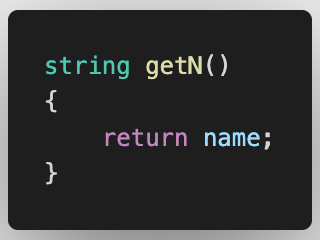 string getN()
{
    return name;
}